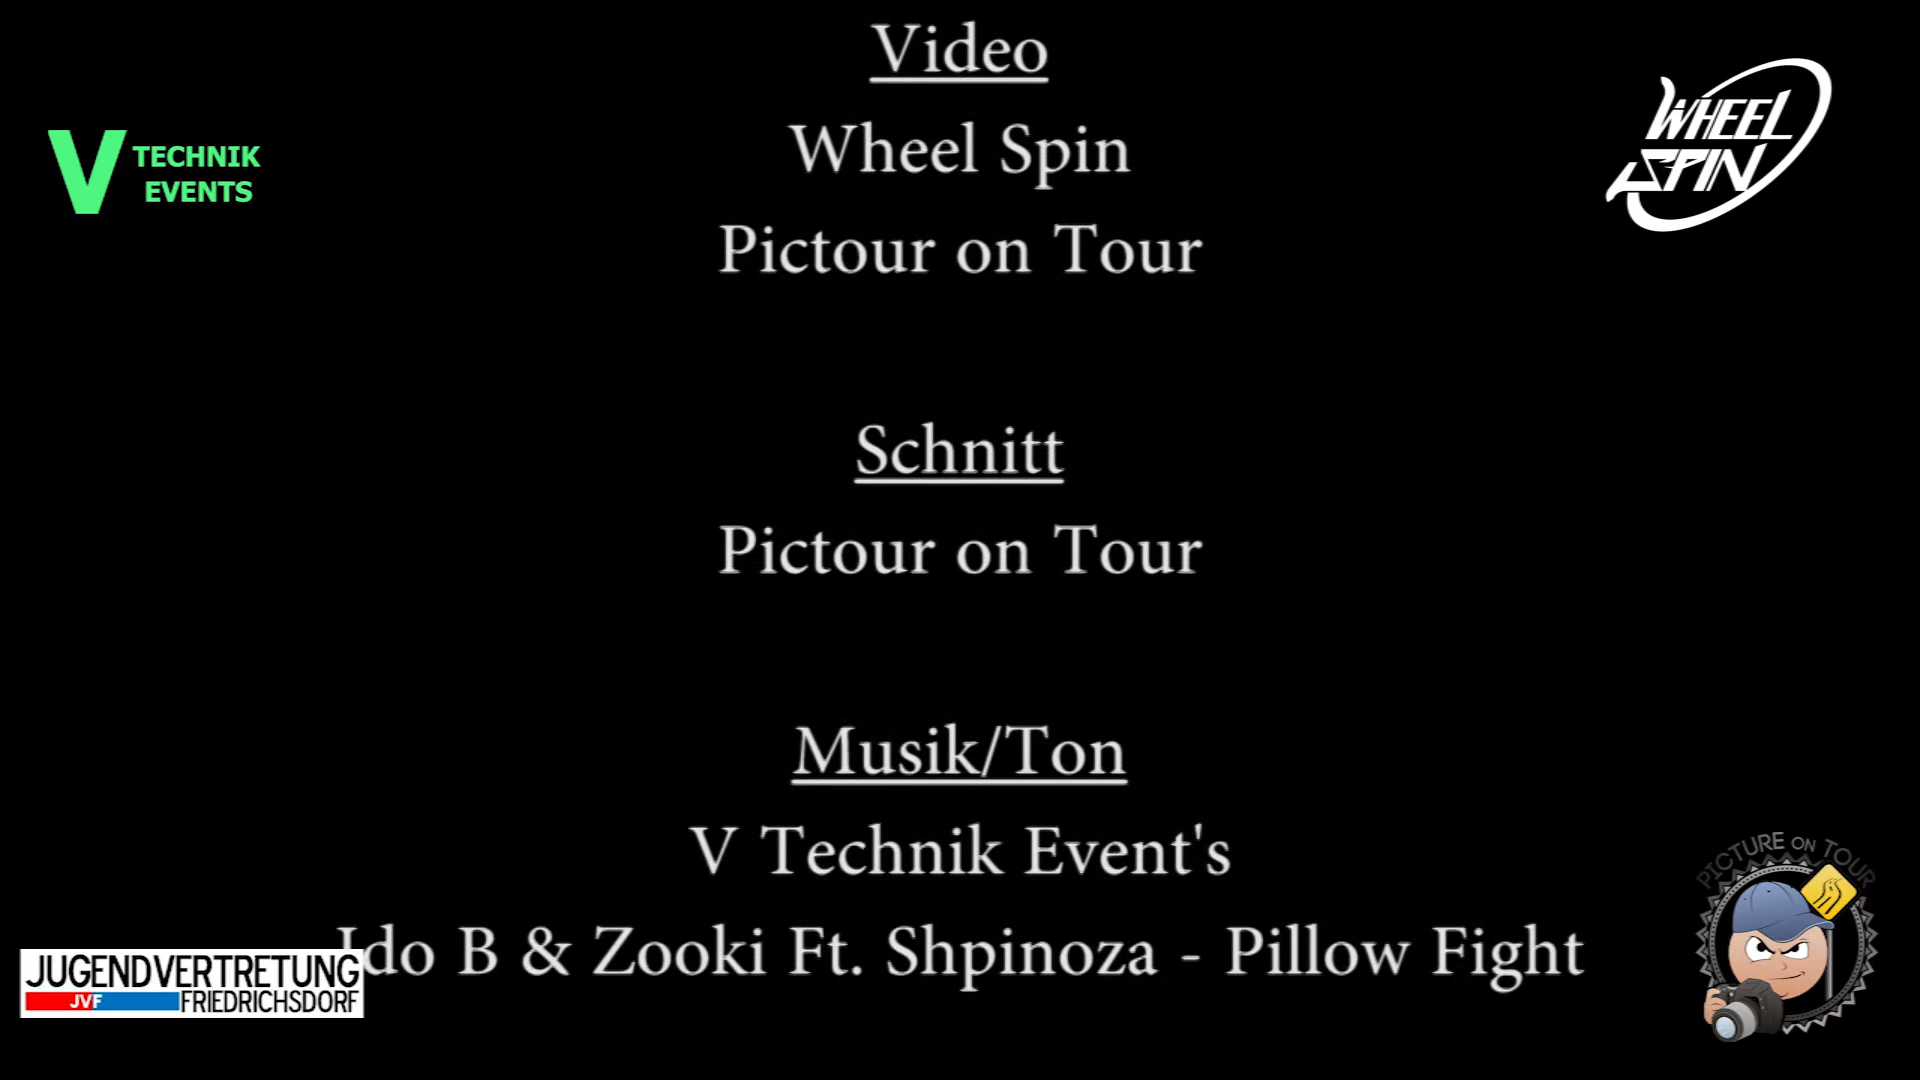 Video
Wheel Spin
Pictour on Tour
V TECHNIK
EVENTS
WHEEL
SPIN
Schnitt
Pictour on Tour
Musik/Ton
V Technik Event's
Ido B & Zooki Ft. Shpinoza - Pillow Fight
JUGENDVERTRETUNG
JVF FRIEDRICHSDORF
PICTURE ON TOUR